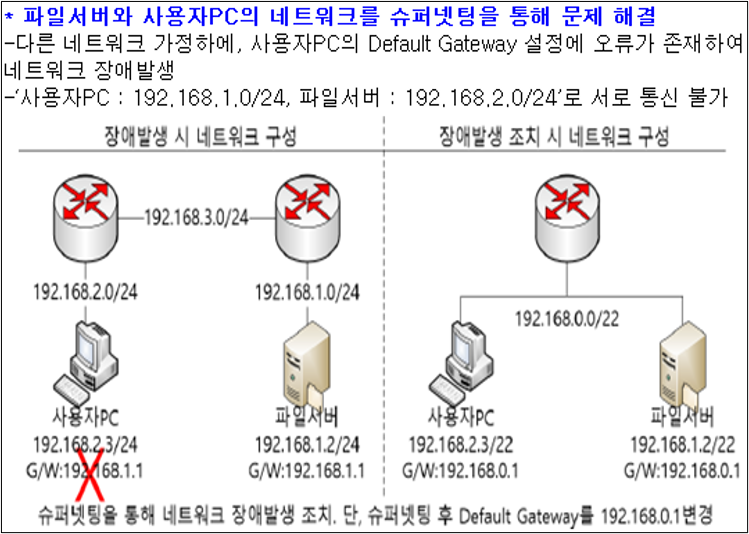 * 파일서버와 사용자PC의 네트워크를 슈퍼넷팅을 통해 문제 해결
-다른 네트워크 가정하에, 사용자PC의 Default Gateway 설정에 오류가 존재하여
네트워크 장애발생
-‘사용자PC : 192.168.1.0/24, 파일서버 : 192.168.2.0/24’로 서로 통신 불가
장애발생 시 네트워크 구성
장애발생 조치 시 네트워크 구성
192.168.3.0/24
192.168.2.0/24
192.168.1.0/24
192.168.0.0/22
사용자PC
192.168.2.3/24
G/W:192.168.1.1
파일서버
192.168.1.2/24
G/W:192.168.1.1
사용자PC
192.168.2.3/22
G/W:192.168.0.1
파일서버
192.168.1.2/22
G/W:192.168.0.1
슈퍼넷팅을 통해 네트워크 장애발생 조치. 단, 슈퍼넷팅 후 Default Gateway를 192.168.0.1변경